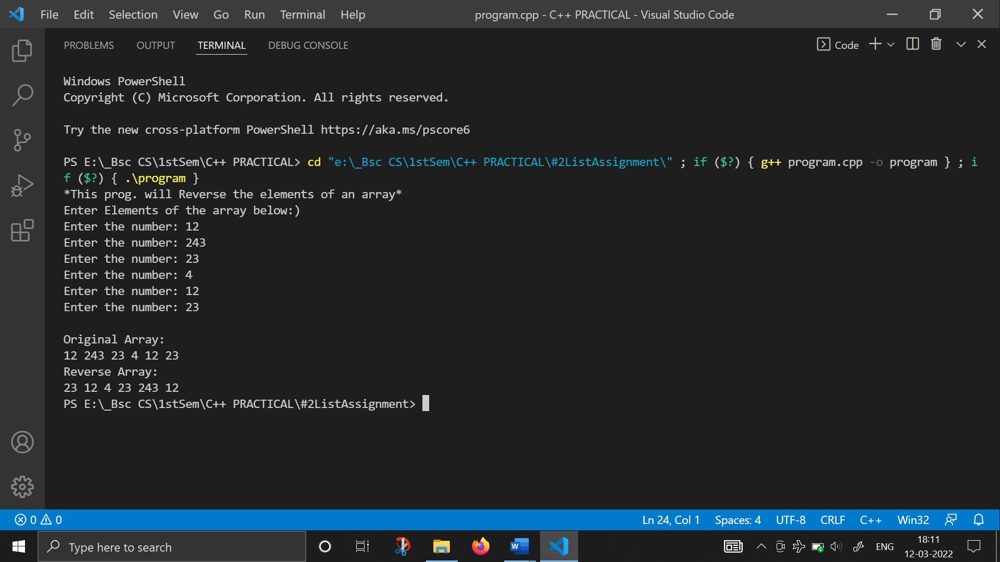 File Edit Selection View Go Run Terminal Help program.cpp - C++ PRACTICAL - Visual Studio Code
PROBLEMS OUTPUT TERMINAL DEBUG CONSOLE Code
Windows PowerShell
Copyright (C) Microsoft Corporation. All rights reserved.
Try the new cross-platform PowerShell https://aka.ms/pscore6
PS E:\_Bsc CS\1stSem\C++ PRACTICAL> cd "e:\_Bsc CS\1stSem\C++ PRACTICAL\#2ListAssignment\" ; if ($?) { g++ program.cpp -o program } ; i
f ($?) { .\program }
*This prog. will Reverse the elements of an array*
Enter Elements of the array below:)
Enter the number: 12
Enter the number: 243
Enter the number: 23
Enter the number: 4
Enter the number: 12
Enter the number: 23
Original Array:
12 243 23 4 12 23
Reverse Array:
23 12 4 23 243 12
PS E:\_Bsc CS\1stSem\C++ PRACTICAL\#2ListAssignment>
0 0 Ln 24, Col 1 Spaces: 4 UTF-8 CRLF C++ Win32
Type here to search W ENG 18:11
12-03-2022